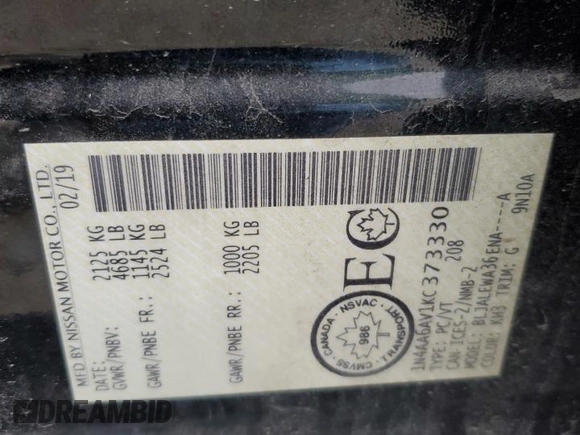 MFD. BY NISSAN MOTOR CO., LTD.
DATE: 02/19
GVWR/PNBV: 2125 KG
4685 LB
GAWR/PNBE FR.: 1145 KG
2524 LB
GAWR/PNBE RR.: 1000 KG
2205 LB
CANADA · NSVAC ·
CMVSS TRANSPORT
986
EC
1N4AA6AV1KC373330
TYPE: PC/VT 208
CAN ICES-2/NMB-2
MODEL: BLJALEWA36ENA----A
COLOR: KH3 TRIM: G 9N10A
DREAMBID